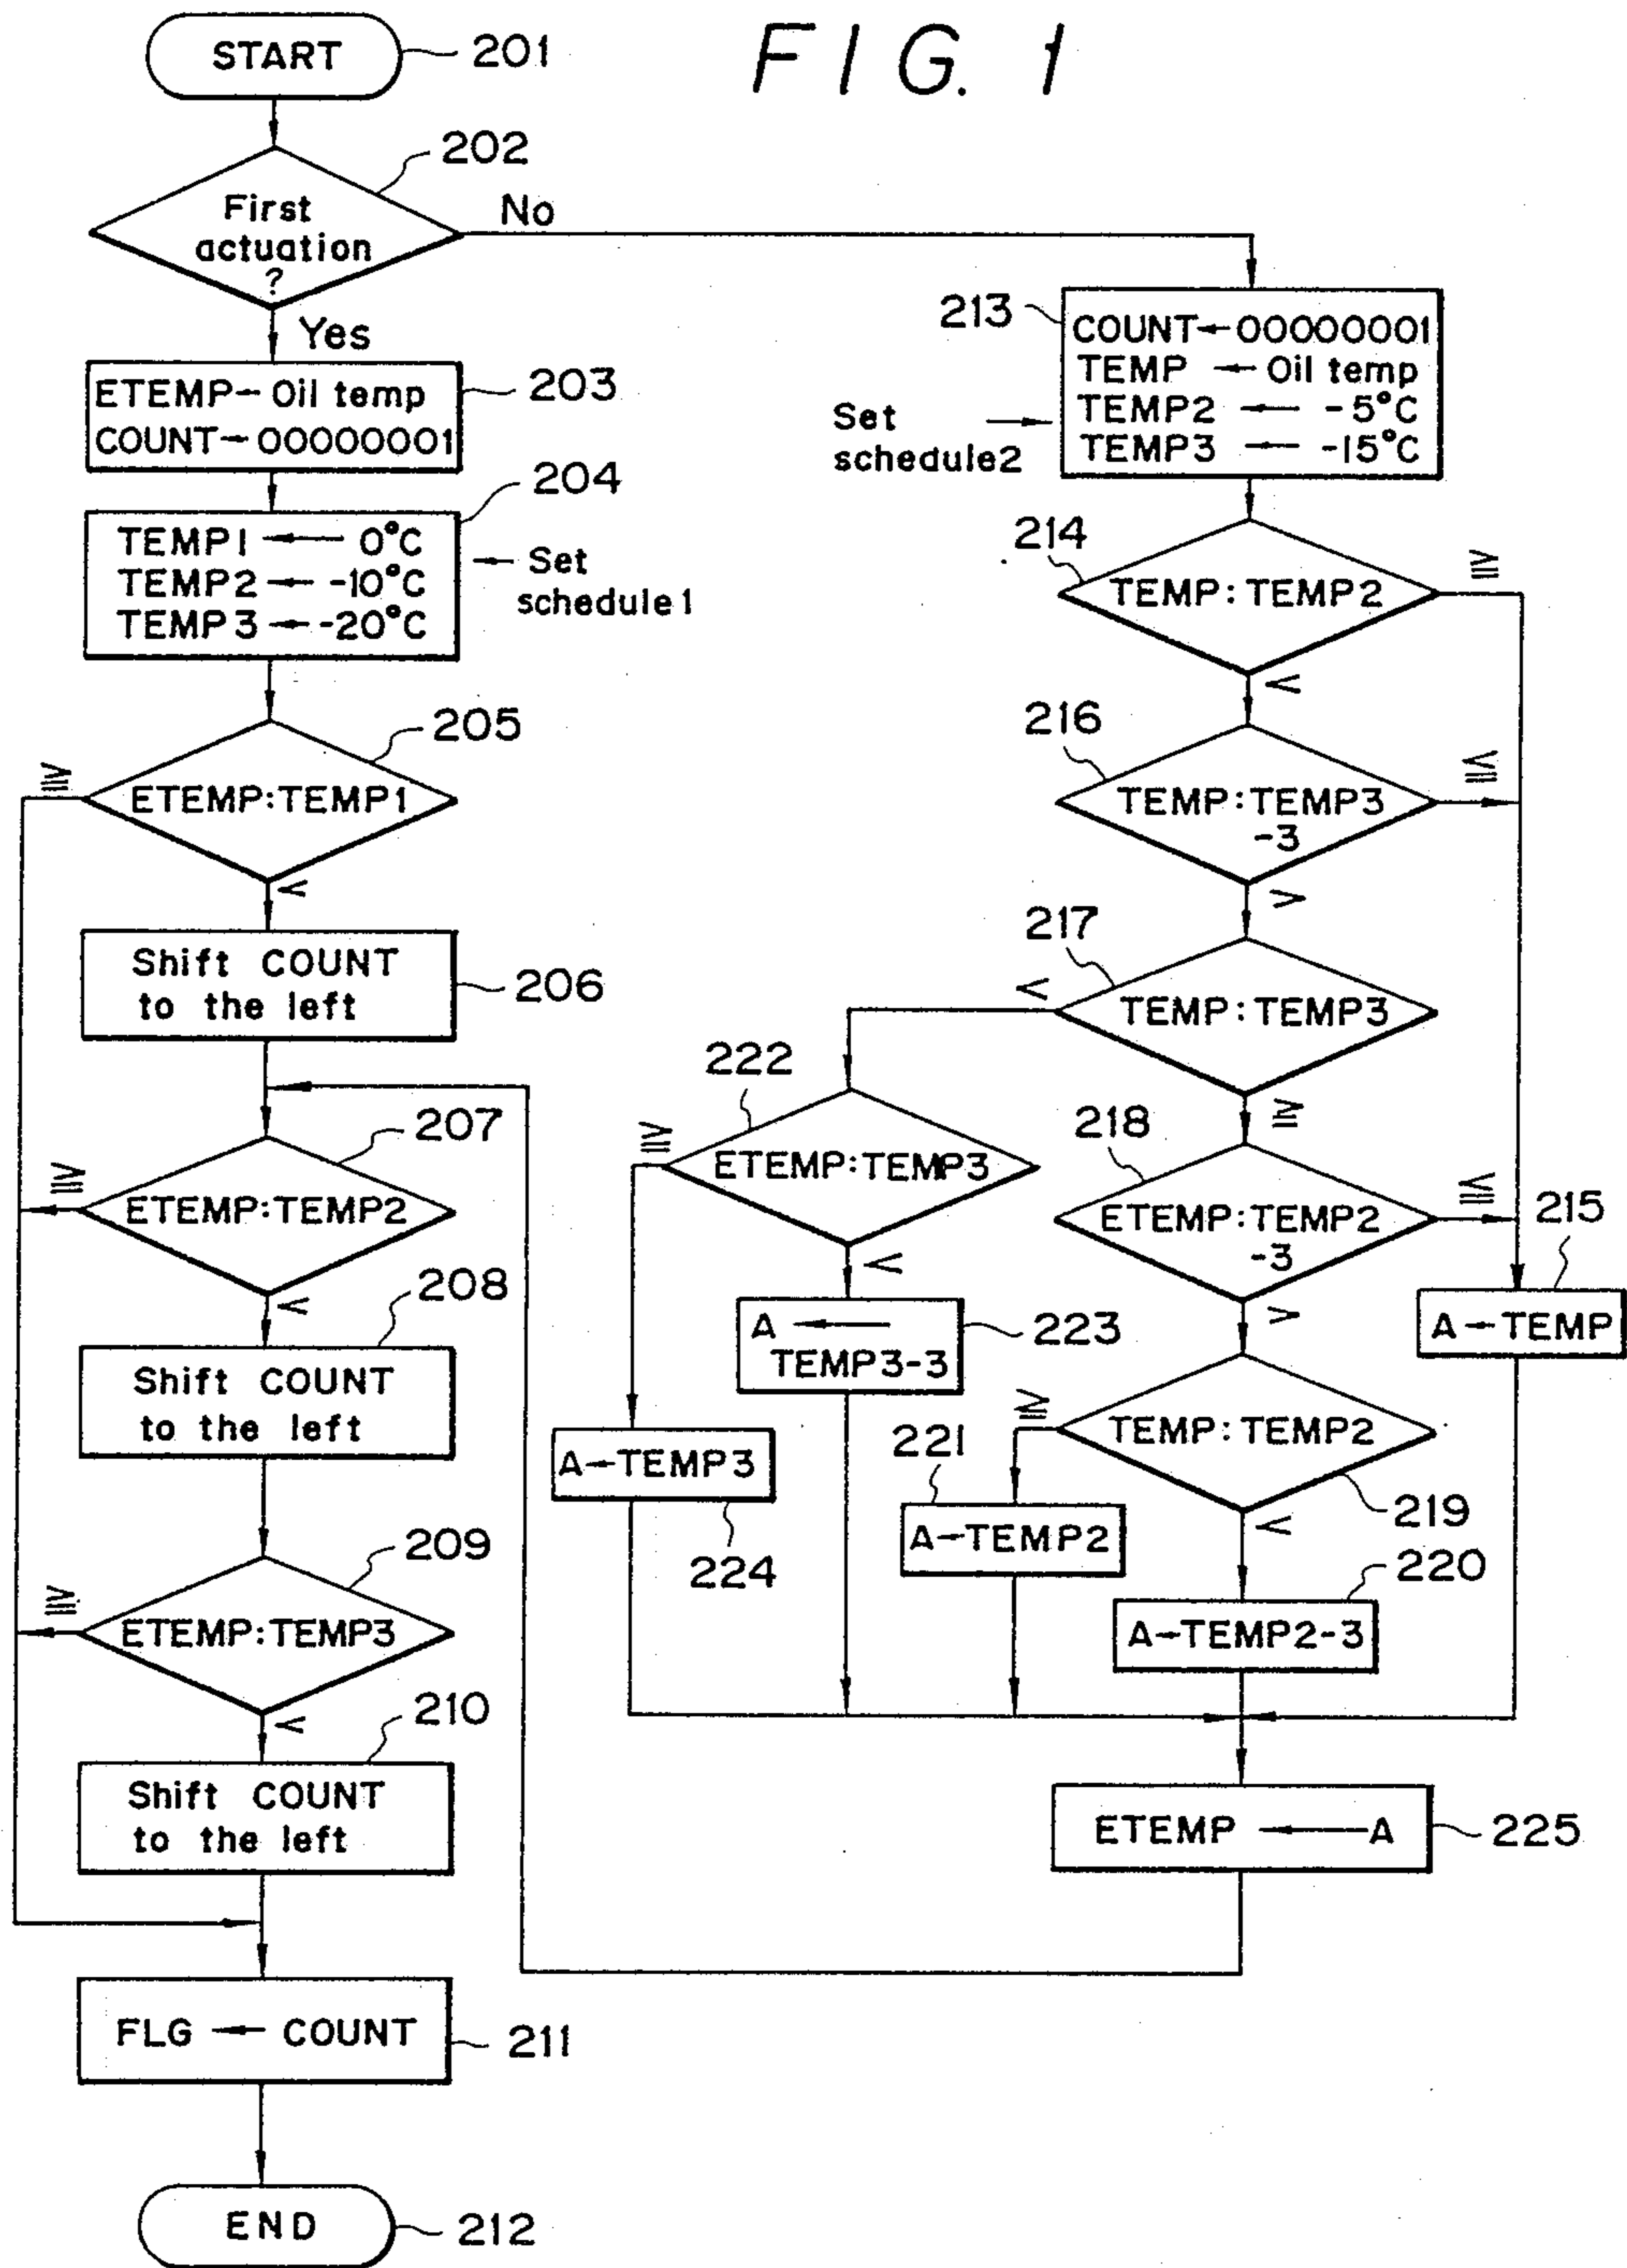 FIG. 1
START
201
202
First
actuation
?
No
Yes
ETEMP←Oil temp
COUNT←00000001
203
204
TEMP1 ← 0°C
TEMP2 ← -10°C
TEMP3 ← -20°C
← Set
schedule1
205
≧
ETEMP:TEMP1
<
Shift COUNT
to the left
206
207
≧
ETEMP:TEMP2
<
208
Shift COUNT
to the left
209
≧
ETEMP:TEMP3
<
210
Shift COUNT
to the left
FLG ← COUNT
211
END
212
213
COUNT←00000001
TEMP ← Oil temp
TEMP2 ← -5°C
TEMP3 ← -15°C
Set →
schedule2
214
≧
TEMP:TEMP2
<
216
≦
TEMP:TEMP3
-3
>
217
<
TEMP:TEMP3
≧
222
≧
ETEMP:TEMP3
<
A ←
TEMP3-3
223
A←TEMP3
224
218
≦
ETEMP:TEMP2
-3
>
215
A←TEMP
≧
TEMP:TEMP2
219
<
221
A←TEMP2
220
A←TEMP2-3
ETEMP ← A
225